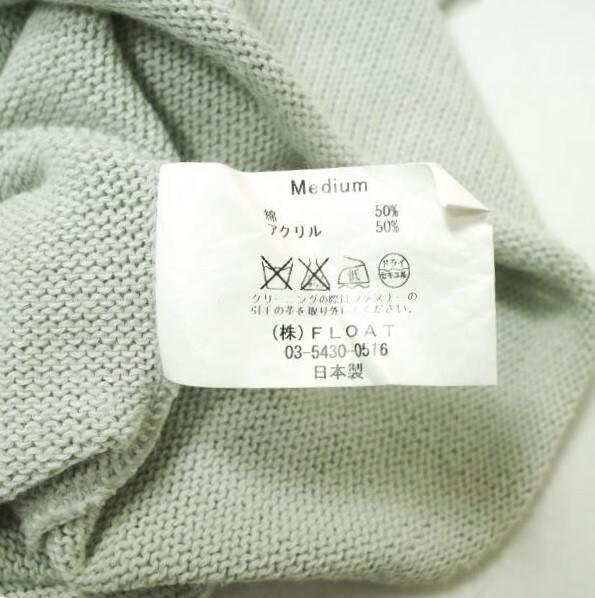 Medium
綿 50%
アクリル 50%
ドライ
セキユ系
クリーニングの際は ファスナーの
引手の革を取り外してください。
(株)FLOAT
03-5430-0516
日本製